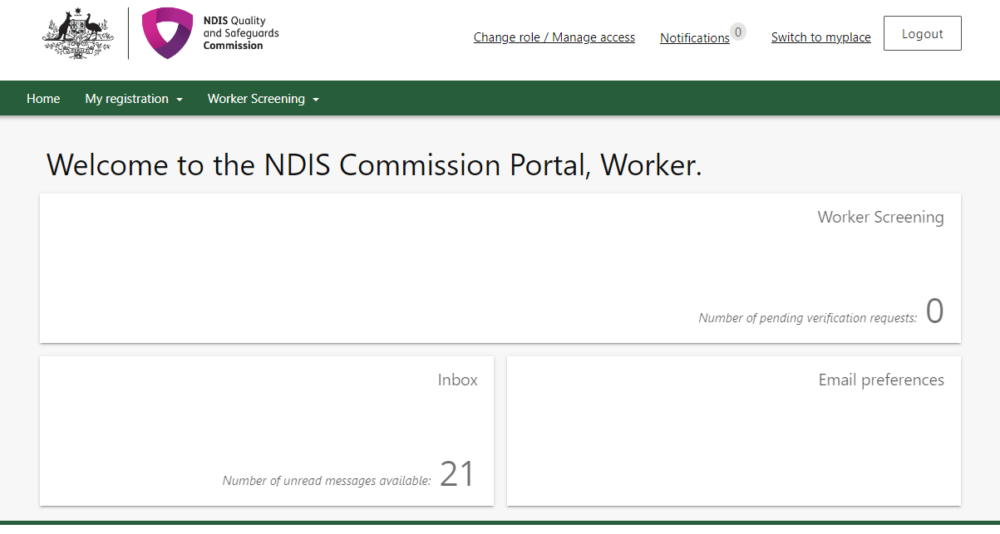 NDIS Quality
and Safeguards
Commission
Change role / Manage access
Notifications 0
Switch to myplace
Logout
Home
My registration
Worker Screening
Welcome to the NDIS Commission Portal, Worker.
Worker Screening
Number of pending verification requests: 0
Inbox
Number of unread messages available: 21
Email preferences